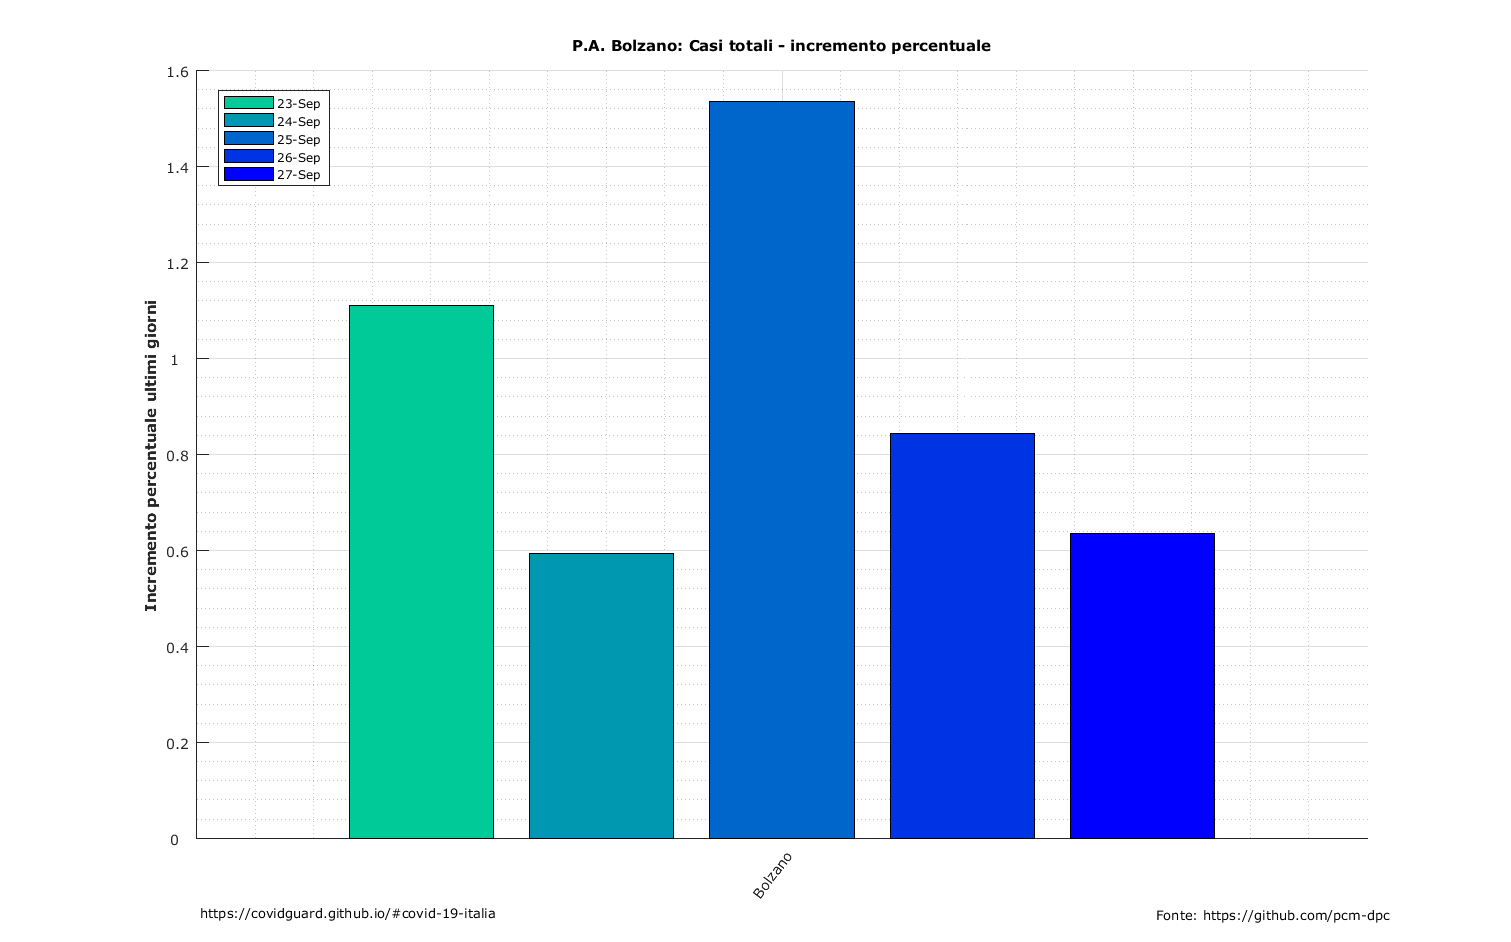 P.A. Bolzano: Casi totali - incremento percentuale
1.6
1.4
1.2
1
0.8
0.6
0.4
0.2
0
Incremento percentuale ultimi giorni
23-Sep
24-Sep
25-Sep
26-Sep
27-Sep
Bolzano
https://covidguard.github.io/#covid-19-italia
Fonte: https://github.com/pcm-dpc